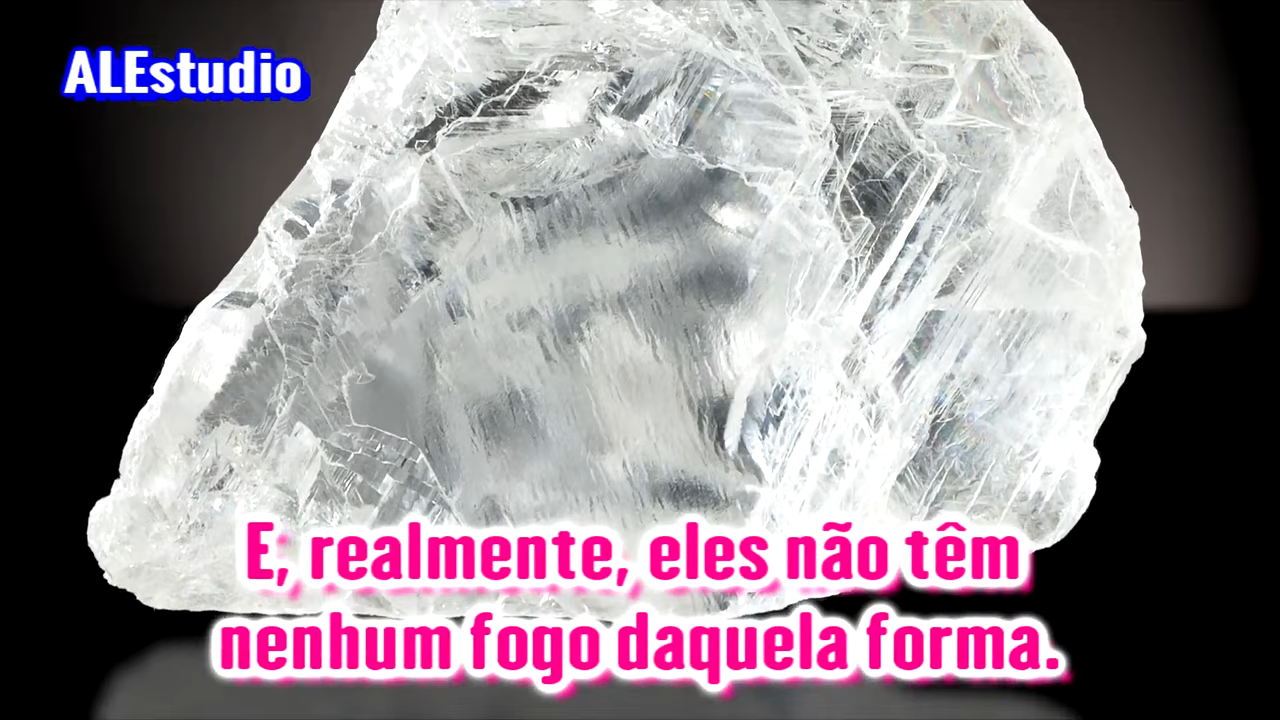 ALEstudio
E, realmente, eles não têm
nenhum fogo daquela forma.